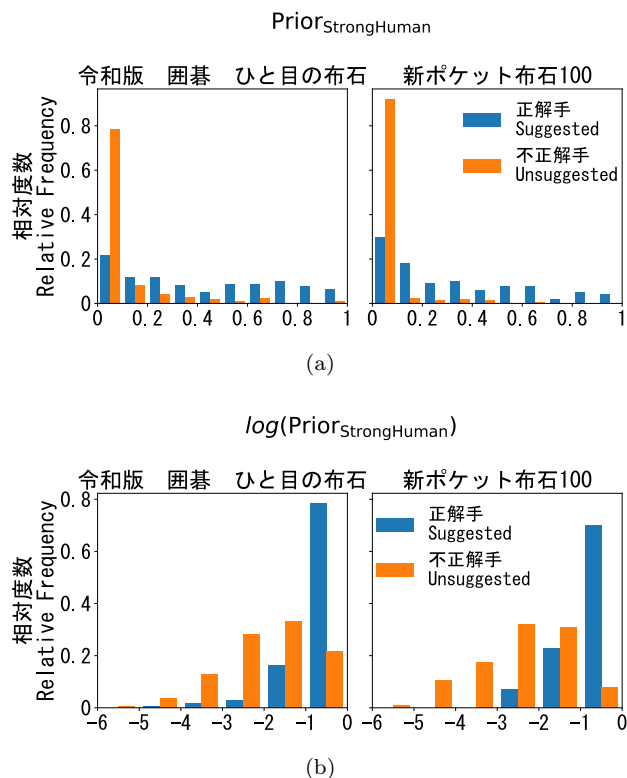 Prior_StrongHuman
令和版 囲碁 ひと目の布石
新ポケット布石100
相対度数
Relative Frequency
0.8
0.6
0.4
0.2
0
正解手
Suggested
不正解手
Unsuggested
0 0.2 0.4 0.6 0.8 1
0 0.2 0.4 0.6 0.8 1
(a)
log(Prior_StrongHuman)
令和版 囲碁 ひと目の布石
新ポケット布石100
相対度数
Relative Frequency
0.8
0.6
0.4
0.2
0
正解手
Suggested
不正解手
Unsuggested
-6 -5 -4 -3 -2 -1 0
-6 -5 -4 -3 -2 -1 0
(b)